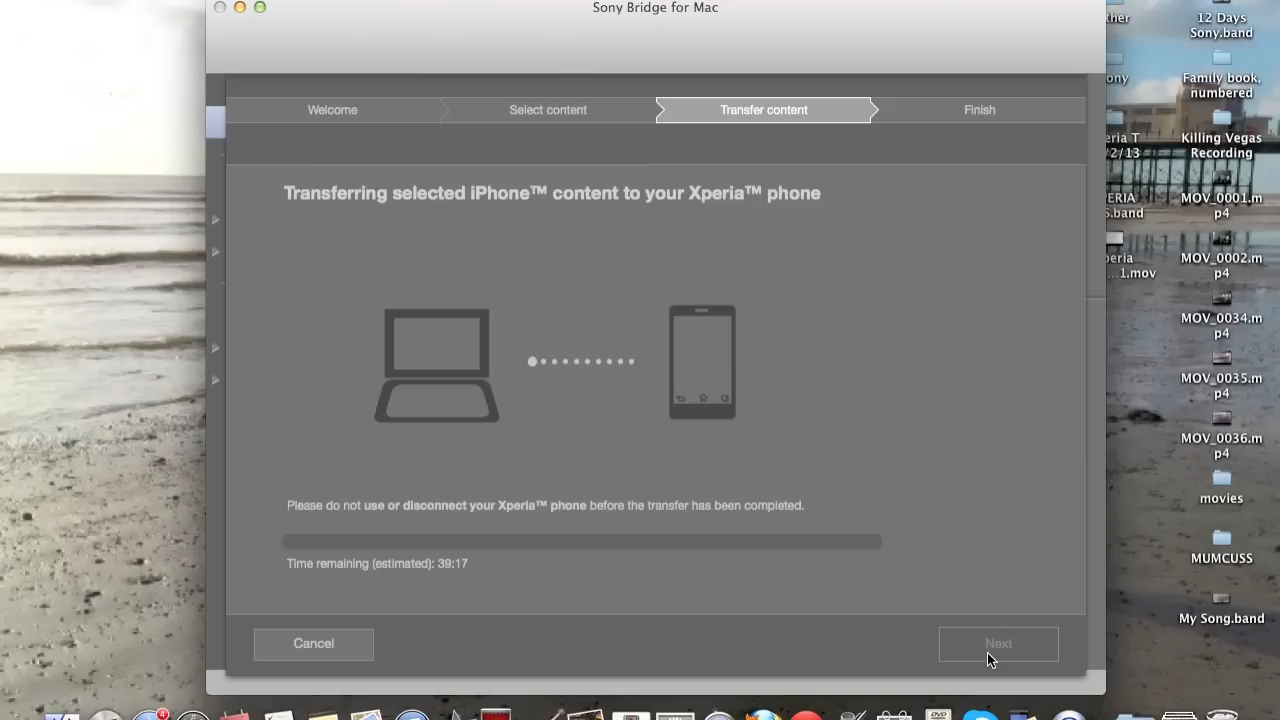 Sony Bridge for Mac
Welcome
Select content
Transfer content
Finish
Transferring selected iPhone™ content to your Xperia™ phone
Please do not use or disconnect your Xperia™ phone before the transfer has been completed.
Time remaining (estimated): 39:17
Cancel
Next
12 Days
Sony.band
Family book,
numbered
Killing Vegas
Recording
MOV_0001.m
p4
MOV_0002.m
p4
MOV_0034.m
p4
MOV_0035.m
p4
MOV_0036.m
p4
movies
MUMCUSS
My Song.band
4
DVD